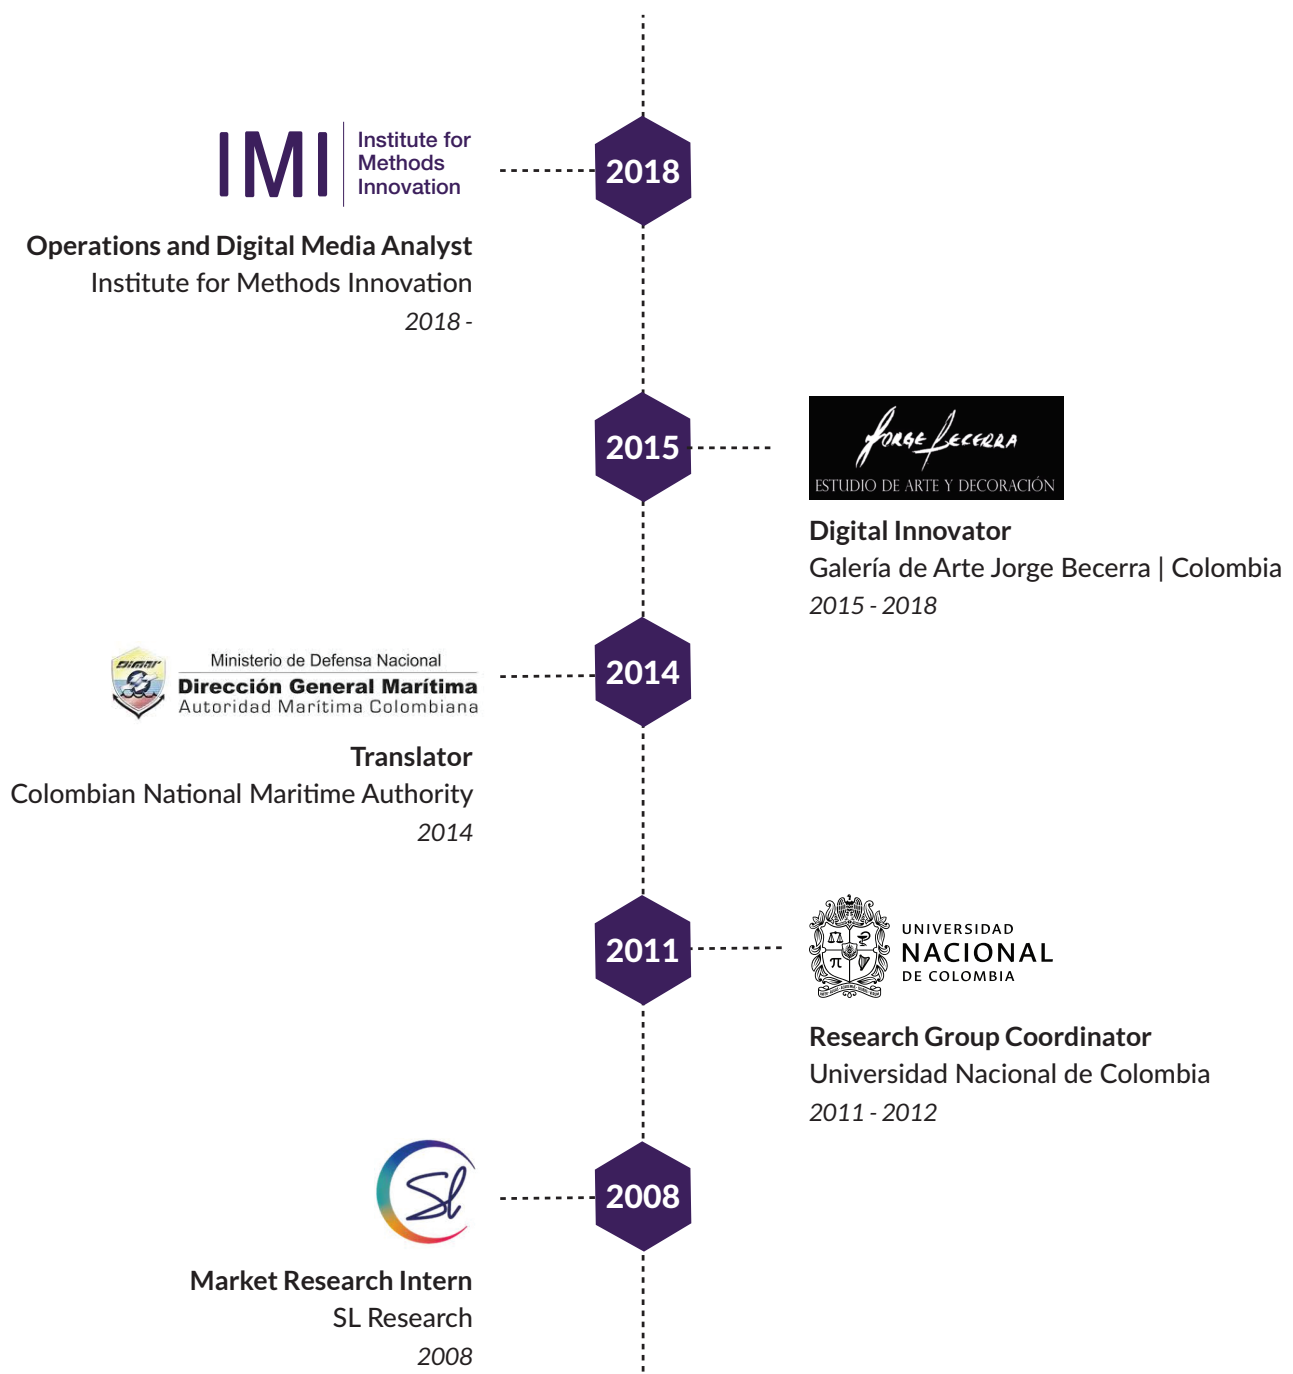 IMI
Institute for
Methods
Innovation
2018
Operations and Digital Media Analyst
Institute for Methods Innovation
2018 -
2015
JORGE BECERRA
ESTUDIO DE ARTE Y DECORACIÓN
Digital Innovator
Galería de Arte Jorge Becerra | Colombia
2015 - 2018
Dimar
Ministerio de Defensa Nacional
Dirección General Marítima
Autoridad Marítima Colombiana
2014
Translator
Colombian National Maritime Authority
2014
2011
UNIVERSIDAD
NACIONAL
DE COLOMBIA
π
Research Group Coordinator
Universidad Nacional de Colombia
2011 - 2012
Sl
2008
Market Research Intern
SL Research
2008